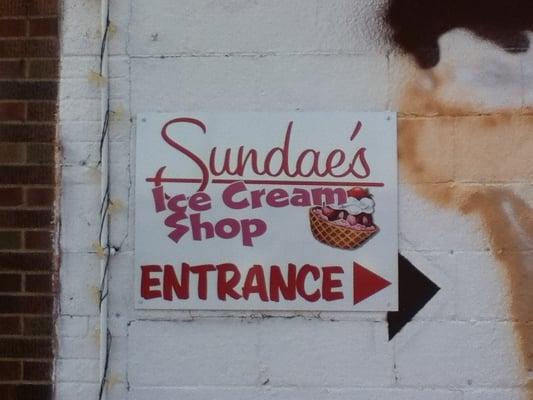 Sundae's
Ice Cream
Shop
ENTRANCE